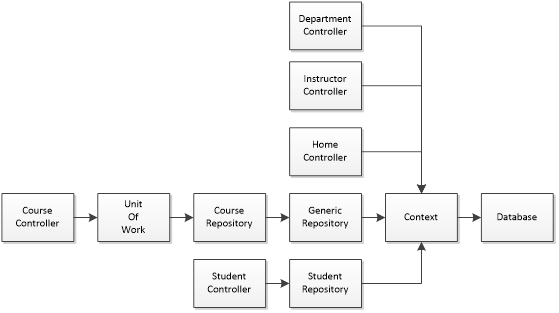 Department
Controller
Instructor
Controller
Home
Controller
Course
Controller
Unit
Of
Work
Course
Repository
Generic
Repository
Context
Database
Student
Controller
Student
Repository